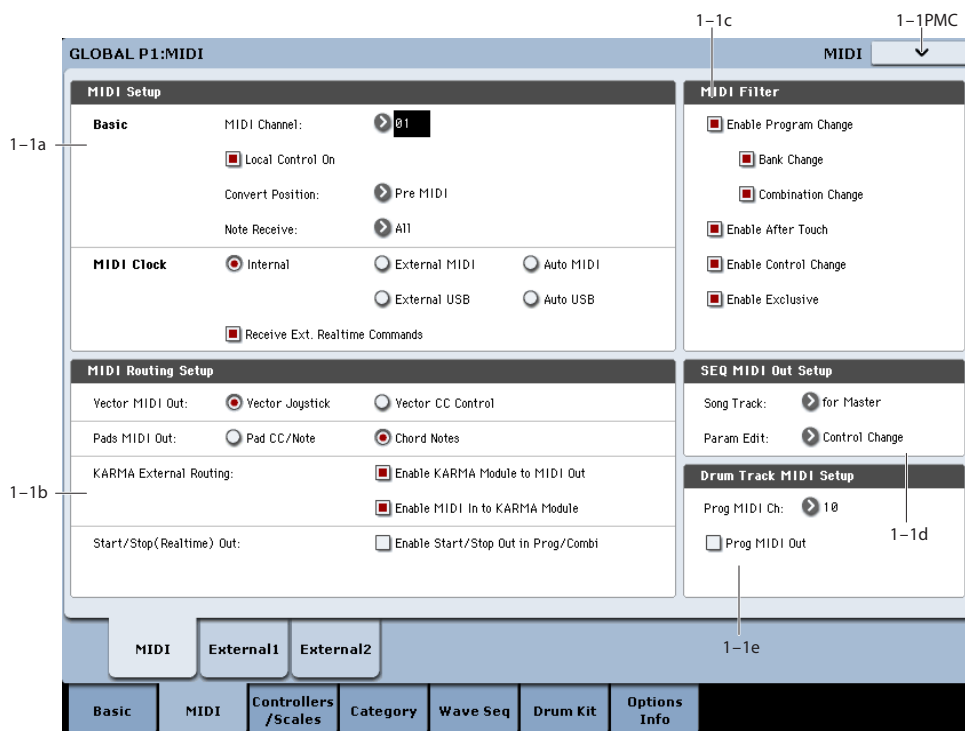 1–1c
1–1PMC
GLOBAL P1:MIDI
MIDI
MIDI Setup
1–1a
Basic
MIDI Channel:
01
Local Control On
Convert Position:
Pre MIDI
Note Receive:
All
MIDI Clock
Internal
External MIDI
Auto MIDI
External USB
Auto USB
Receive Ext. Realtime Commands
MIDI Filter
Enable Program Change
Bank Change
Combination Change
Enable After Touch
Enable Control Change
Enable Exclusive
MIDI Routing Setup
Vector MIDI Out:
Vector Joystick
Vector CC Control
Pads MIDI Out:
Pad CC/Note
Chord Notes
1–1b
KARMA External Routing:
Enable KARMA Module to MIDI Out
Enable MIDI In to KARMA Module
Start/Stop(Realtime) Out:
Enable Start/Stop Out in Prog/Combi
SEQ MIDI Out Setup
Song Track:
for Master
Param Edit:
Control Change
Drum Track MIDI Setup
Prog MIDI Ch:
10
1–1d
Prog MIDI Out
1–1e
MIDI
External1
External2
Basic
MIDI
Controllers
/Scales
Category
Wave Seq
Drum Kit
Options
Info